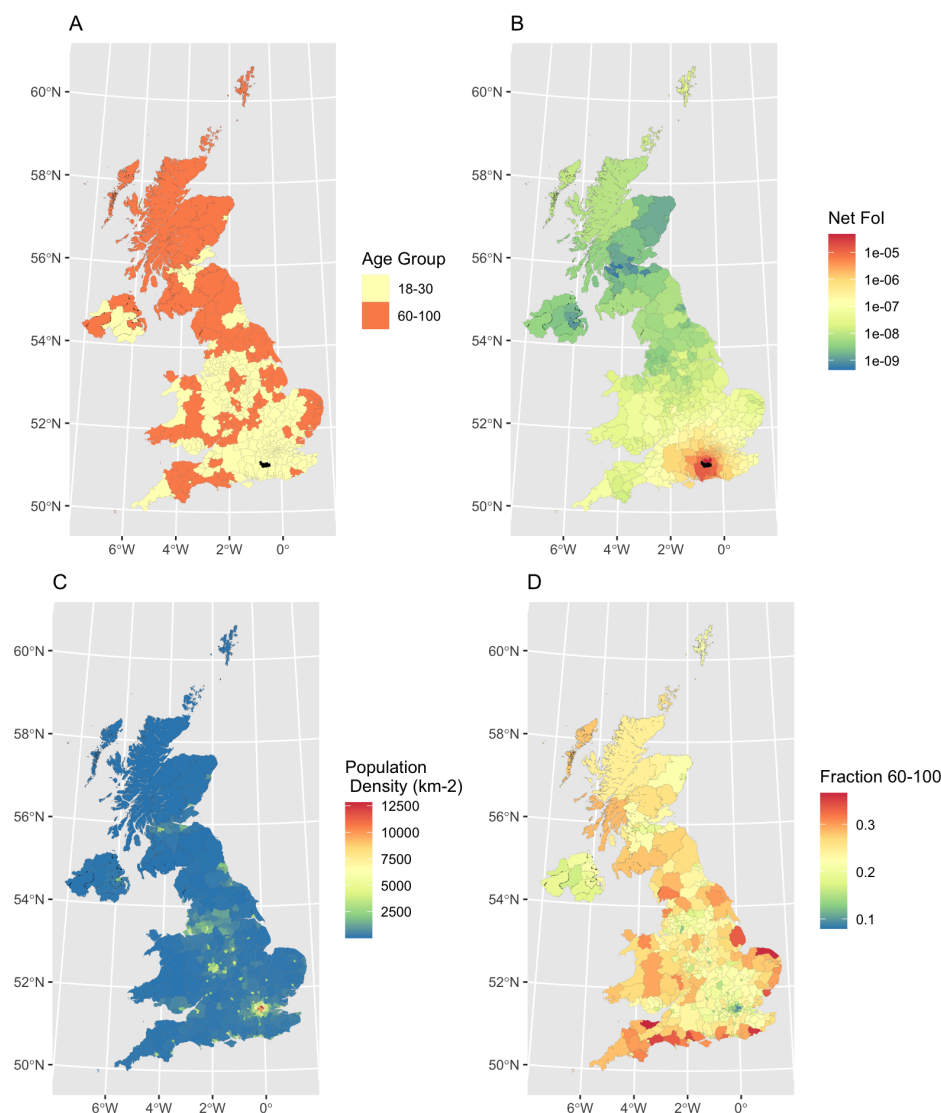 A
60°N
58°N
56°N
54°N
52°N
50°N
6°W
4°W
2°W
0°
Age Group
18-30
60-100
B
60°N
58°N
56°N
54°N
52°N
50°N
6°W
4°W
2°W
0°
Net FoI
1e-05
1e-06
1e-07
1e-08
1e-09
C
60°N
58°N
56°N
54°N
52°N
50°N
6°W
4°W
2°W
0°
Population
Density (km-2)
12500
10000
7500
5000
2500
D
60°N
58°N
56°N
54°N
52°N
50°N
6°W
4°W
2°W
0°
Fraction 60-100
0.3
0.2
0.1